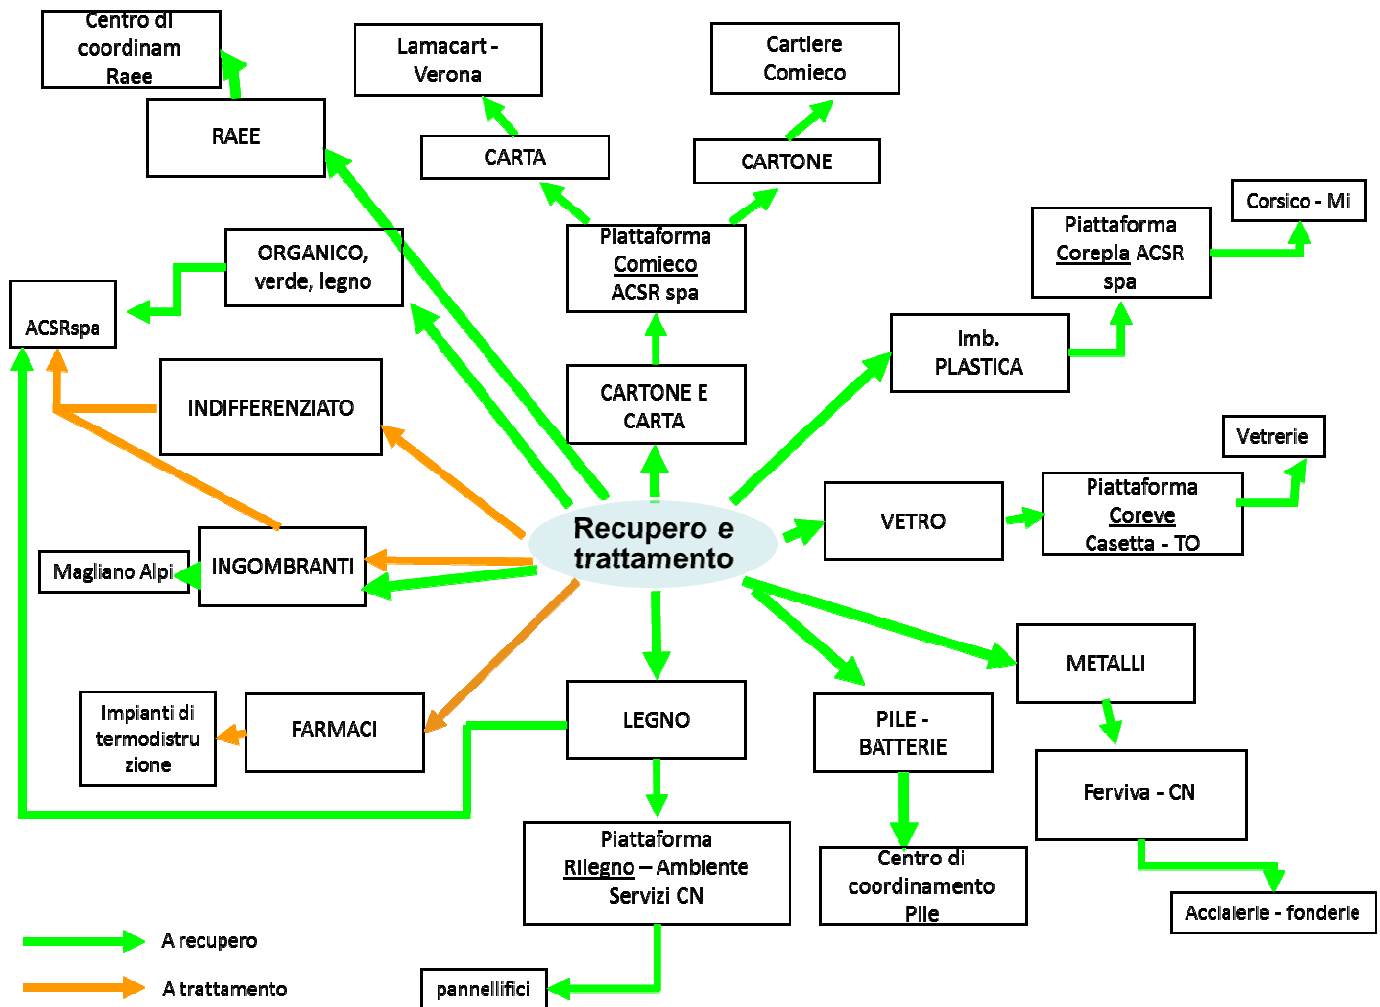 Centro di
coordinam
Raee
Lamacart -
Verona
Cartiere
Comieco
RAEE
CARTA
CARTONE
Corsico - Mi
Piattaforma
Corepla ACSR
spa
Piattaforma
Comieco
ACSR spa
ORGANICO,
verde, legno
ACSRspa
Imb.
PLASTICA
CARTONE E
CARTA
INDIFFERENZIATO
Vetrerie
Piattaforma
Coreve
Casetta - TO
VETRO
Recupero e
trattamento
Magliano Alpi
INGOMBRANTI
METALLI
Impianti di
termodistru
zione
FARMACI
LEGNO
PILE -
BATTERIE
Ferviva - CN
Piattaforma
Rilegno – Ambiente
Servizi CN
Centro di
coordinamento
Pile
Acciaierie - fonderie
A recupero
A trattamento
pannellifici